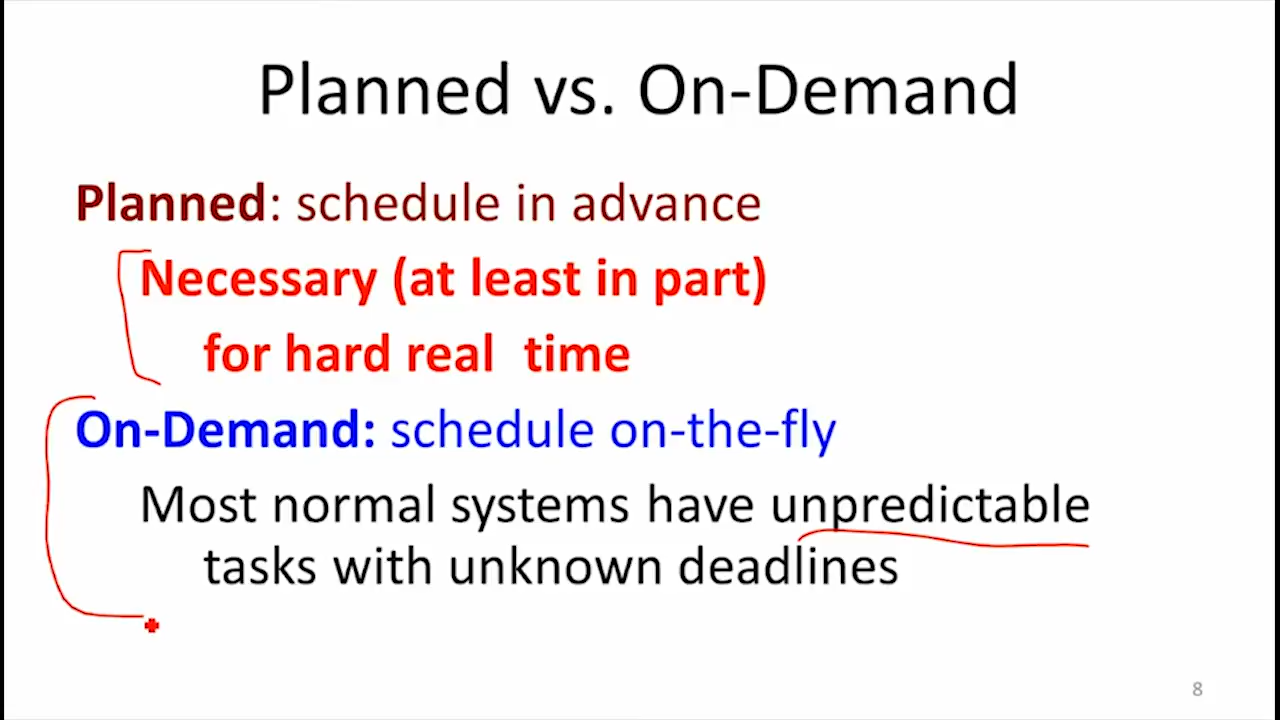 Planned vs. On-Demand
Planned: schedule in advance
Necessary (at least in part)
for hard real time
On-Demand: schedule on-the-fly
Most normal systems have unpredictable
tasks with unknown deadlines
8